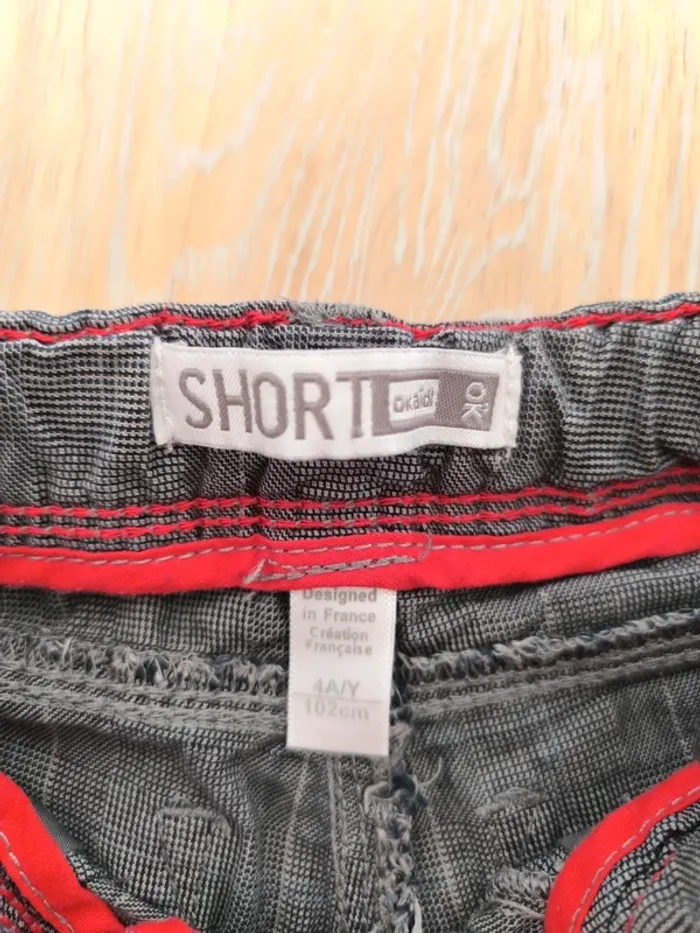 SHORT
OKAÏDI
OK
Designed
in France
Création
Française
4A/Y
102cm